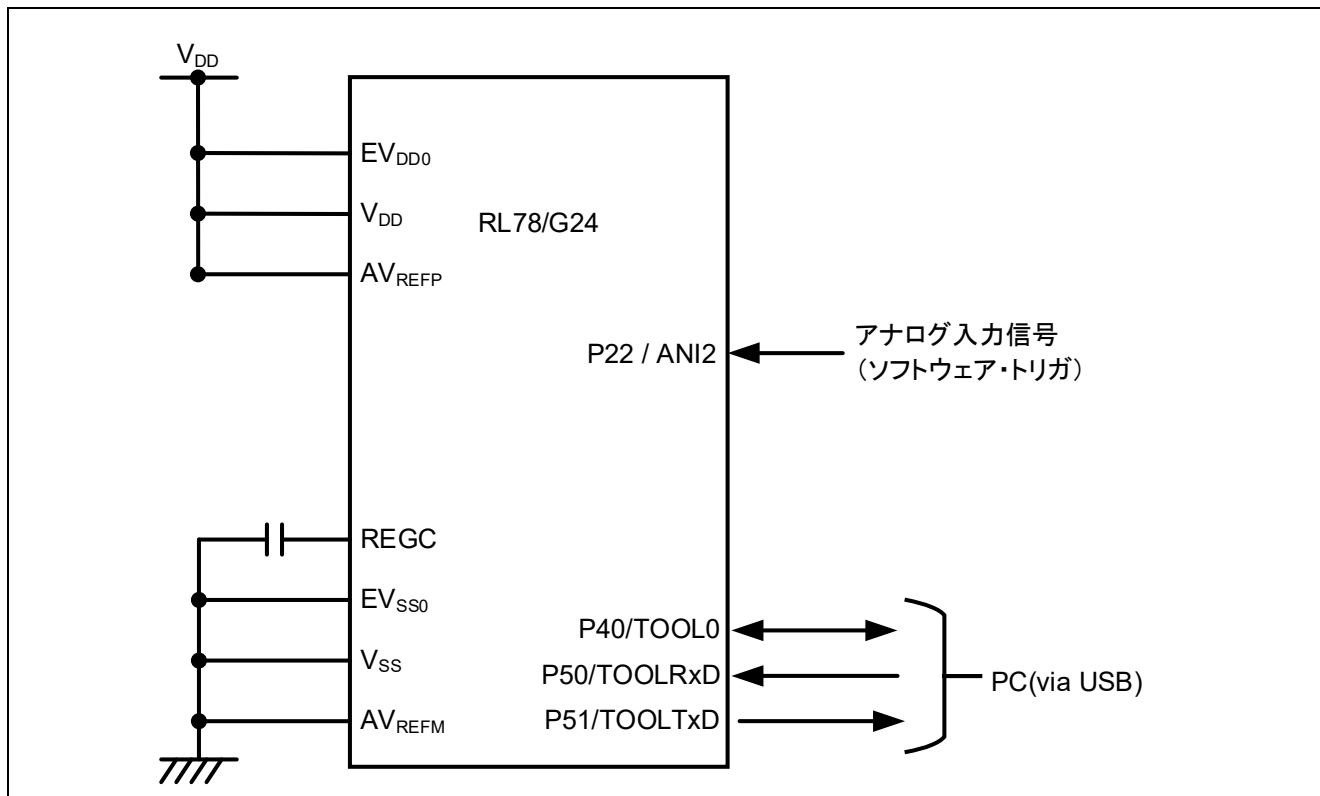 VDD
EVDD0
VDD
RL78/G24
AVREFP
P22 / ANI2
アナログ入力信号
（ソフトウェア・トリガ）
REGC
EVSS0
VSS
AVREFM
P40/TOOL0
P50/TOOLRxD
P51/TOOLTxD
PC(via USB)